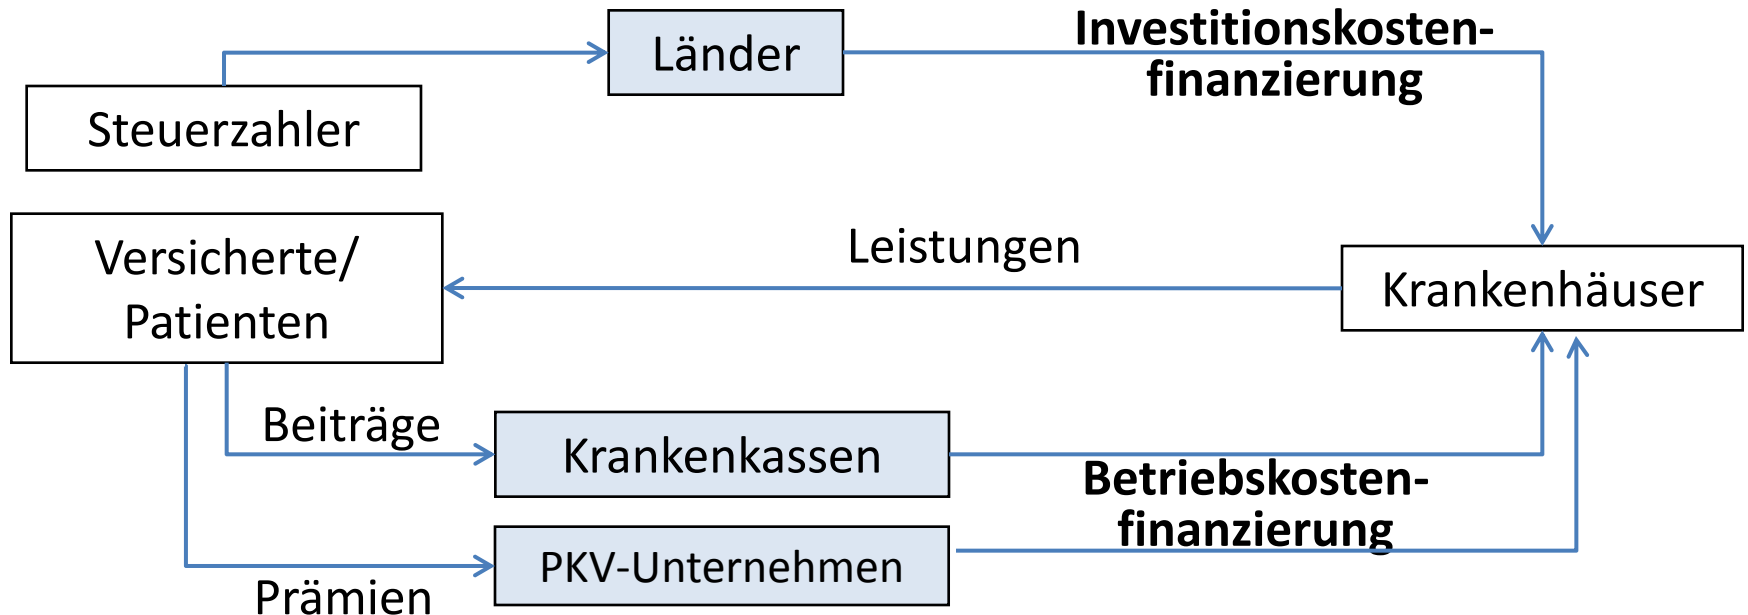 Länder
Investitionskosten-
finanzierung
Steuerzahler
Versicherte/
Patienten
Leistungen
Krankenhäuser
Beiträge
Krankenkassen
Betriebskosten-
finanzierung
PKV-Unternehmen
Prämien